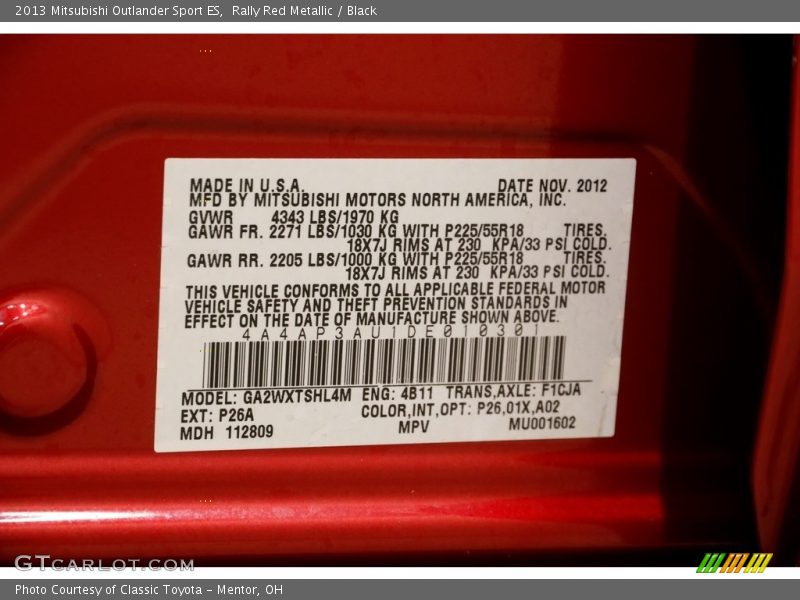 2013 Mitsubishi Outlander Sport ES,  Rally Red Metallic / Black
MADE IN U.S.A. DATE NOV. 2012
MFD BY MITSUBISHI MOTORS NORTH AMERICA, INC.
GVWR 4343 LBS/1970 KG
GAWR FR. 2271 LBS/1030 KG WITH P225/55R18 TIRES,
18X7J RIMS AT 230 KPA/33 PSI COLD.
GAWR RR. 2205 LBS/1000 KG WITH P225/55R18 TIRES,
18X7J RIMS AT 230 KPA/33 PSI COLD.
THIS VEHICLE CONFORMS TO ALL APPLICABLE FEDERAL MOTOR
VEHICLE SAFETY AND THEFT PREVENTION STANDARDS IN
EFFECT ON THE DATE OF MANUFACTURE SHOWN ABOVE.
4A4AP3AU1DE010301
MODEL: GA2WXTSHL4M ENG: 4B11 TRANS,AXLE: F1CJA
EXT: P26A COLOR,INT,OPT: P26,01X,A02
MDH 112809 MPV MU001602
GTCARLOT.COM
Photo Courtesy of Classic Toyota - Mentor, OH